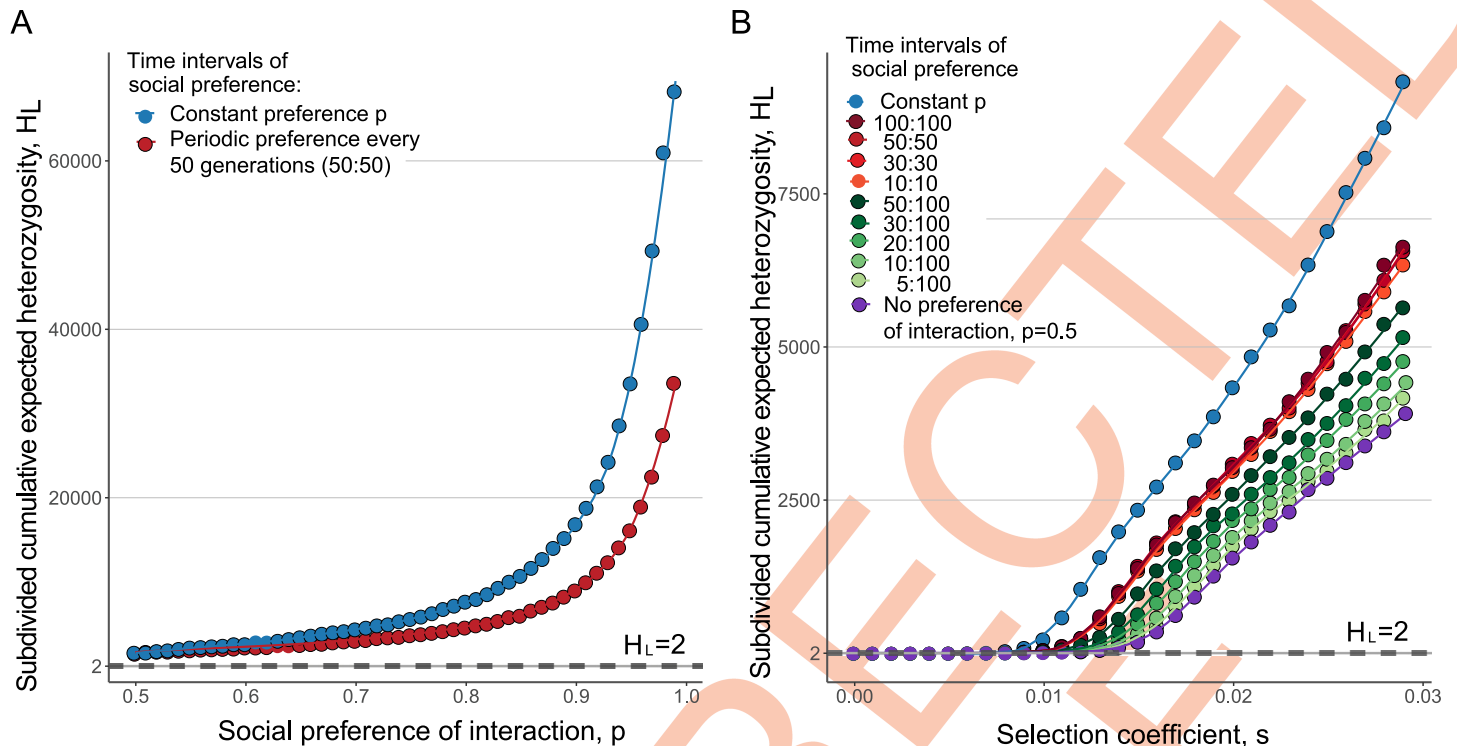 A
Subdivided cumulative expected heterozygosity, HL
Time intervals of
social preference:
Constant preference p
Periodic preference every
50 generations (50:50)
60000
40000
20000
2
HL=2
0.5
0.6
0.7
0.8
0.9
1.0
Social preference of interaction, p
B
Subdivided cumulative expected heterozygosity, HL
Time intervals of
social preference
Constant p
100:100
50:50
30:30
10:10
50:100
30:100
20:100
10:100
5:100
No preference
of interaction, p=0.5
7500
5000
2500
2
HL=2
0.00
0.01
0.02
0.03
Selection coefficient, s